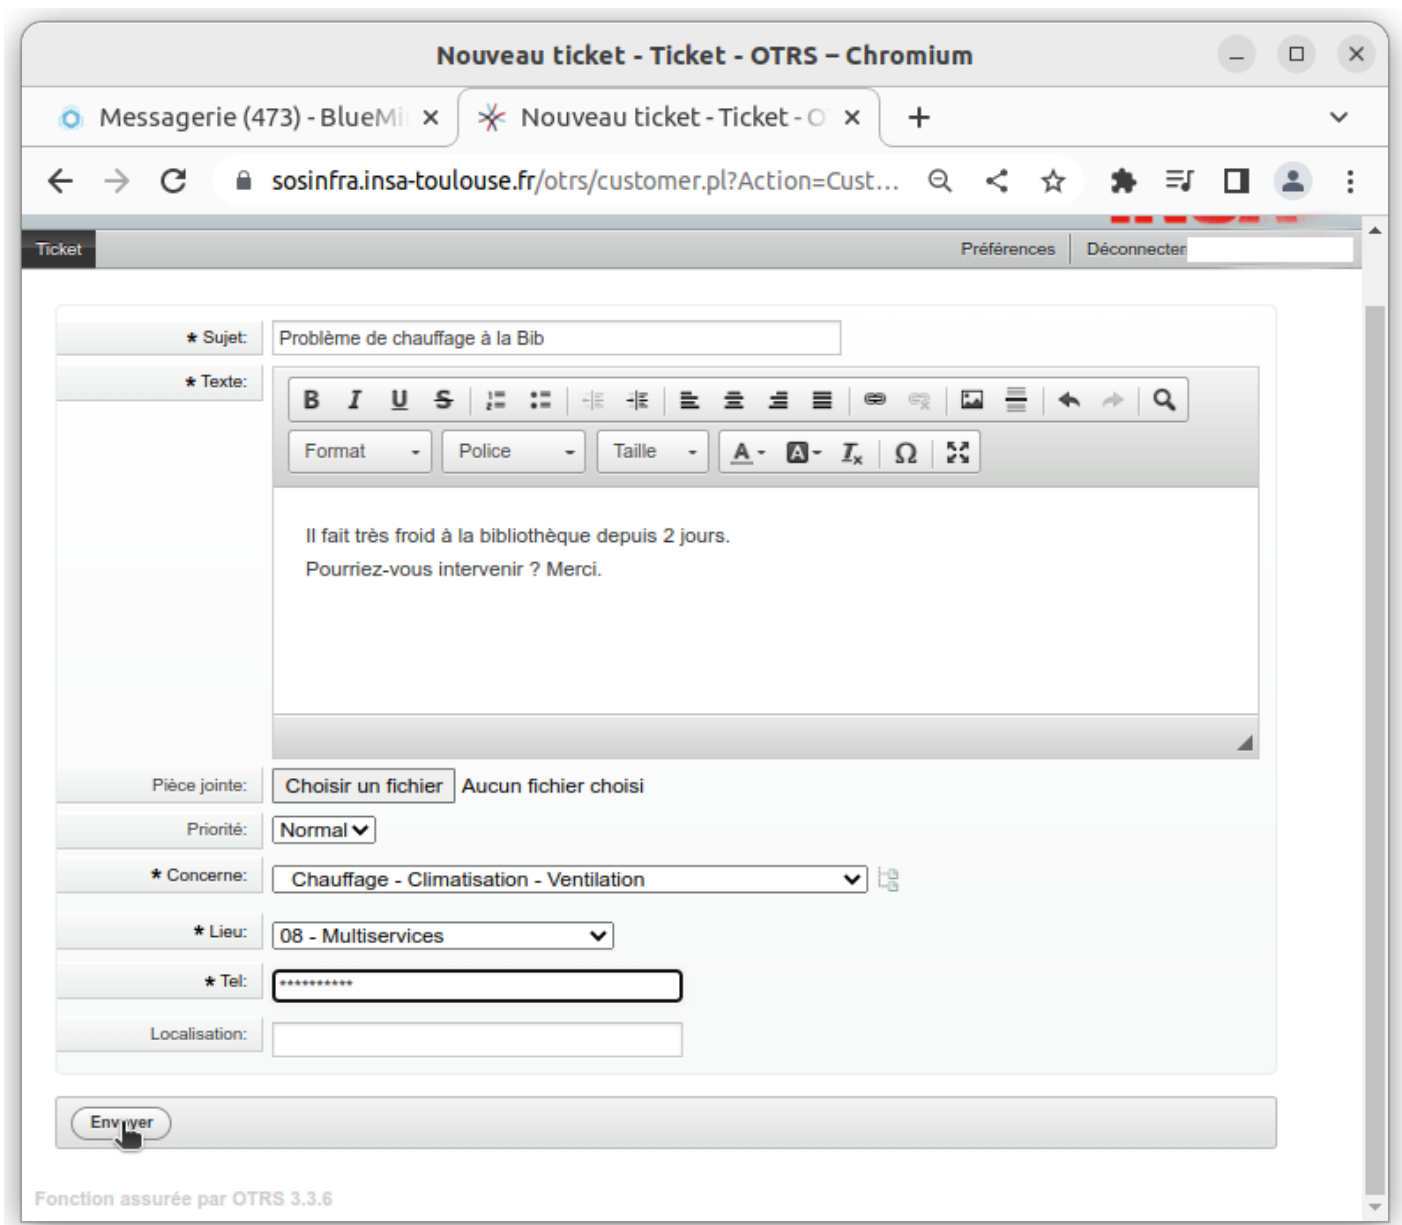 Nouveau ticket - Ticket - OTRS – Chromium
Messagerie (473) - BlueMi
Nouveau ticket - Ticket - O
sosinfra.insa-toulouse.fr/otrs/customer.pl?Action=Cust...
Ticket
Préférences
Déconnecter
* Sujet:
Problème de chauffage à la Bib
* Texte:
Format
Police
Taille
Il fait très froid à la bibliothèque depuis 2 jours.
Pourriez-vous intervenir ? Merci.
Pièce jointe:
Choisir un fichier
Aucun fichier choisi
Priorité:
Normal
* Concerne:
Chauffage - Climatisation - Ventilation
* Lieu:
08 - Multiservices
* Tel:
**********
Localisation:
Envoyer
Fonction assurée par OTRS 3.3.6